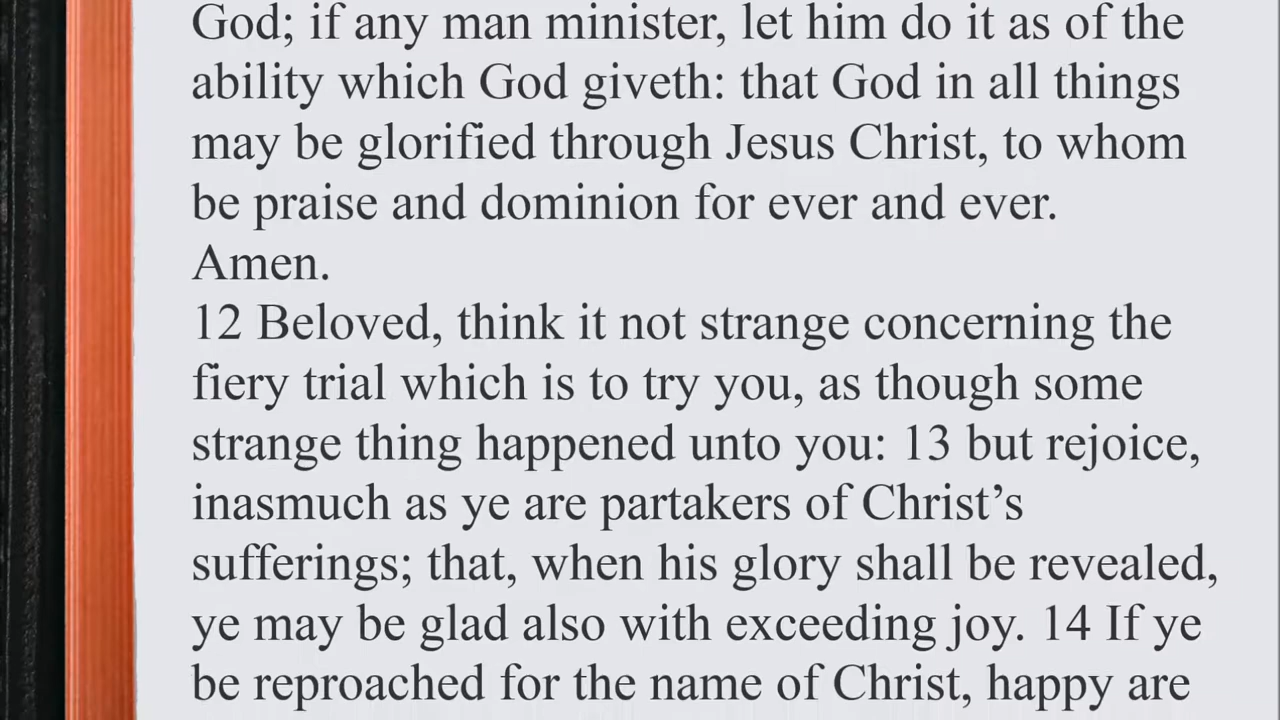 God; if any man minister, let him do it as of the
ability which God giveth: that God in all things
may be glorified through Jesus Christ, to whom
be praise and dominion for ever and ever.
Amen.
12 Beloved, think it not strange concerning the
fiery trial which is to try you, as though some
strange thing happened unto you: 13 but rejoice,
inasmuch as ye are partakers of Christ’s
sufferings; that, when his glory shall be revealed,
ye may be glad also with exceeding joy. 14 If ye
be reproached for the name of Christ, happy are